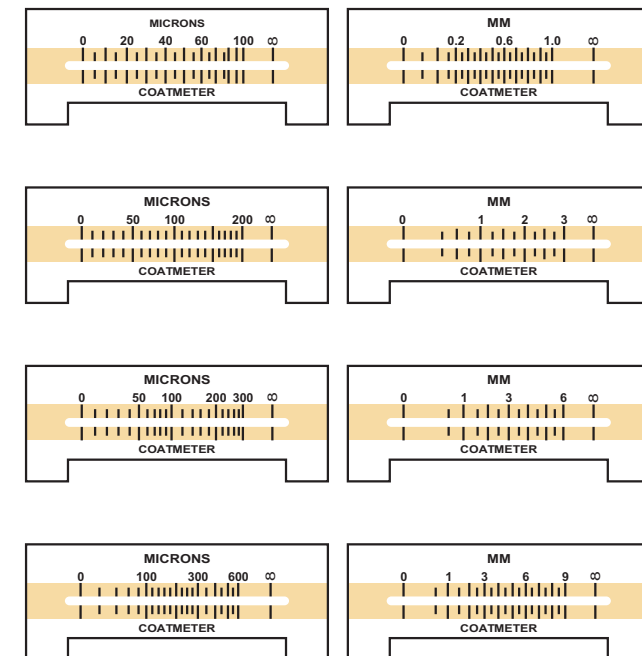 MICRONS
0 20 40 60 100 ∞
COATMETER
MM
0 0.2 0.6 1.0 ∞
COATMETER
MICRONS
0 50 100 200 ∞
COATMETER
MM
0 1 2 3 ∞
COATMETER
MICRONS
0 50 100 200 300 ∞
COATMETER
MM
0 1 3 6 ∞
COATMETER
MICRONS
0 100 300 600 ∞
COATMETER
MM
0 1 3 6 9 ∞
COATMETER